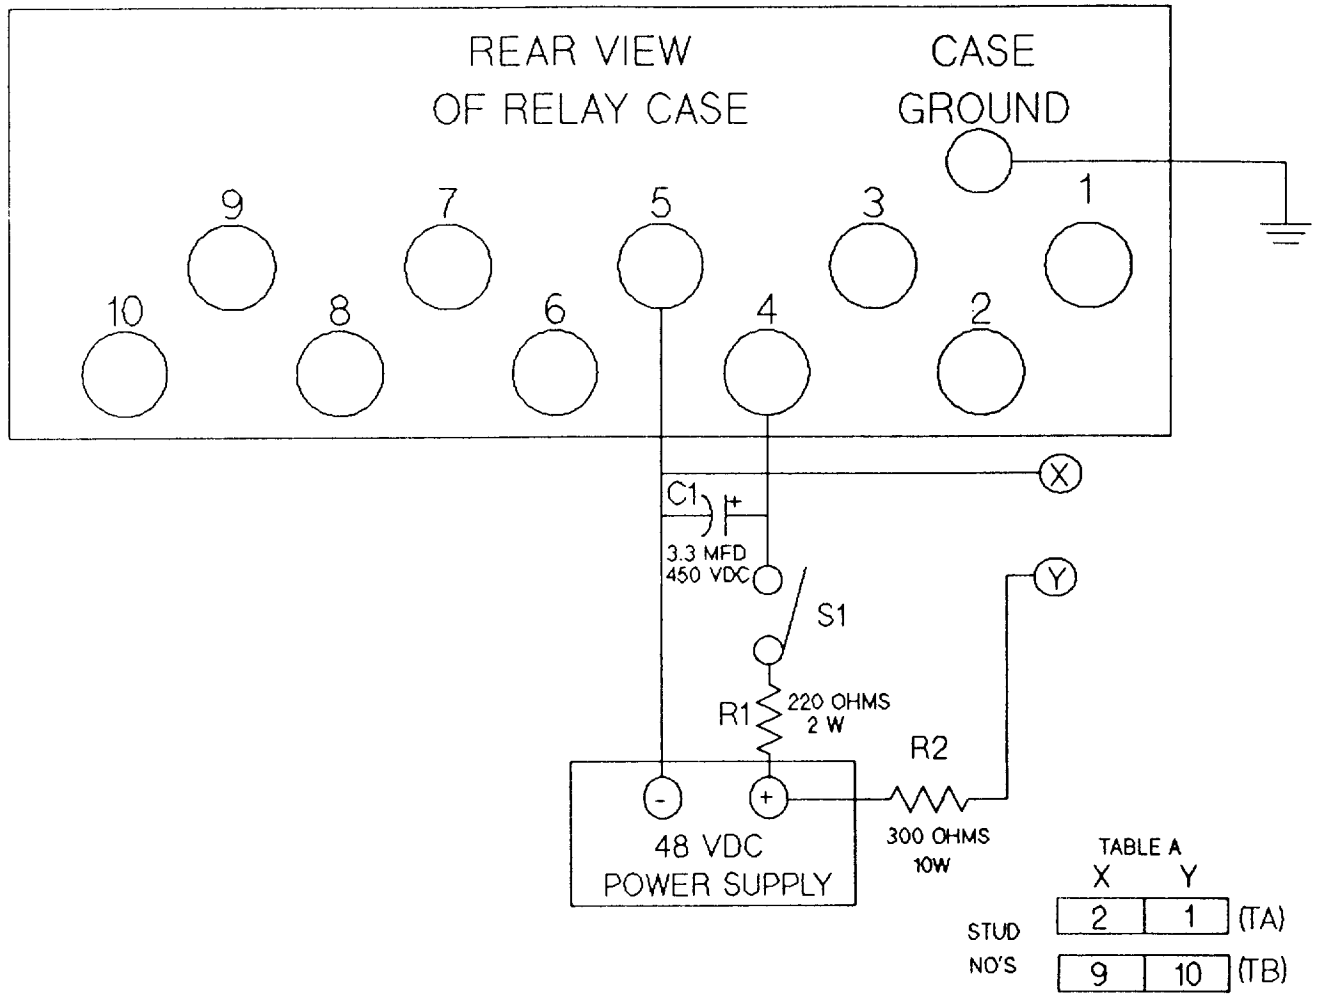 REAR VIEW
OF RELAY CASE
CASE
GROUND
9
7
5
3
1
10
8
6
4
2
X
C1
+
3.3 MFD
450 VDC
Y
S1
R1
220 OHMS
2 W
R2
300 OHMS
10W
- +
48 VDC
POWER SUPPLY
TABLE A
X Y
STUD
NO'S
2 1 (TA)
9 10 (TB)